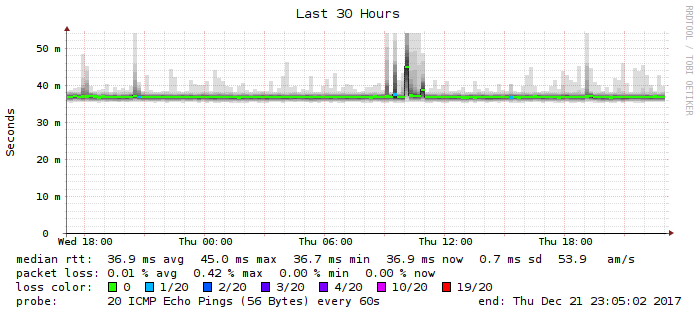 Last 30 Hours
RRDTOOL / TOBI OETIKER
Seconds
50 m
40 m
30 m
20 m
10 m
0
Wed 18:00 Thu 00:00 Thu 06:00 Thu 12:00 Thu 18:00
median rtt: 36.9 ms avg 45.0 ms max 36.7 ms min 36.9 ms now 0.7 ms sd 53.9 am/s
packet loss: 0.01 % avg 0.42 % max 0.00 % min 0.00 % now
loss color: 0 1/20 2/20 3/20 4/20 10/20 19/20
probe: 20 ICMP Echo Pings (56 Bytes) every 60s end: Thu Dec 21 23:05:02 2017